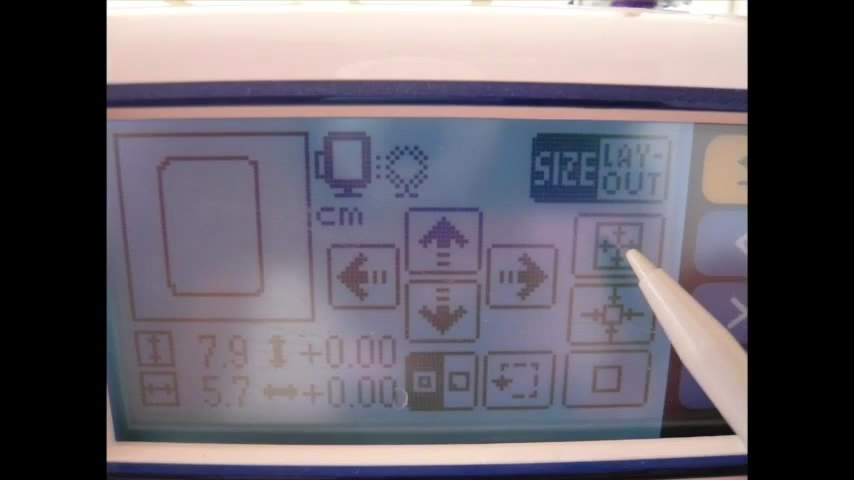 SIZE LAY-
OUT
cm
7.9 +0.00
5.7 +0.00